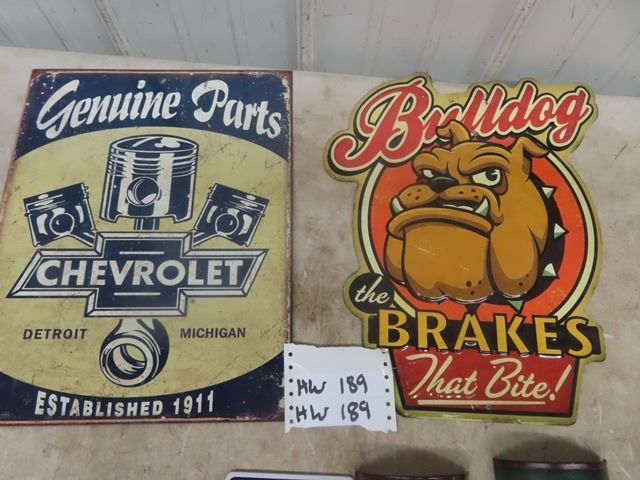 Genuine Parts
CHEVROLET
DETROIT MICHIGAN
ESTABLISHED 1911
Bulldog
the
BRAKES
That Bite!
HW 189
HW 189